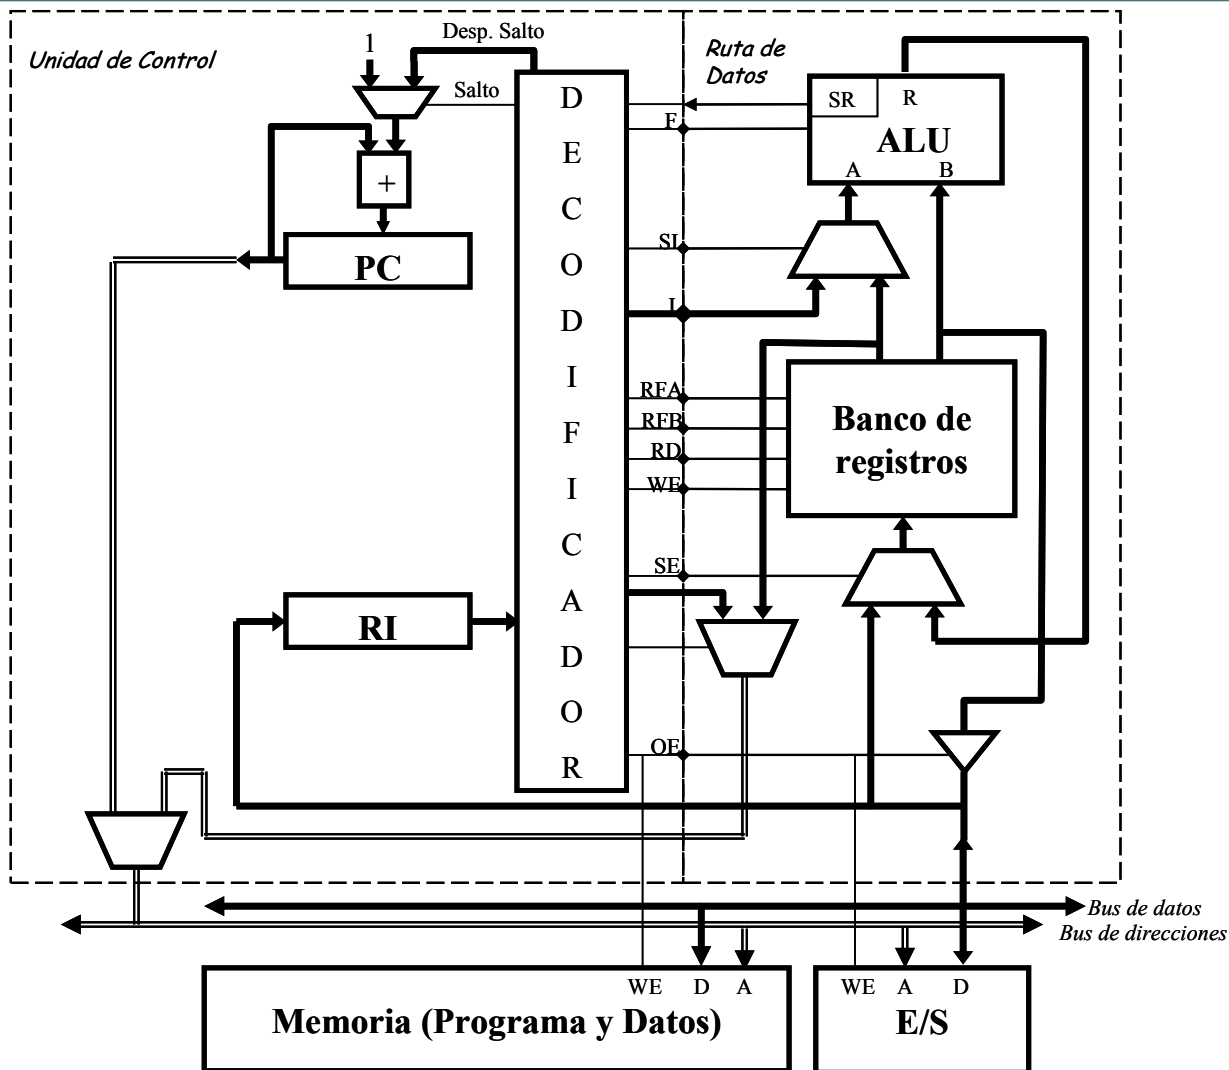 Unidad de Control
1
Desp. Salto
Salto
+
PC
RI
D
E
C
O
D
I
F
I
C
A
D
O
R
Ruta de
Datos
SR
R
ALU
A
B
F
SI
I
RFA
RFB
RD
WE
SE
OE
Banco de
registros
Bus de datos
Bus de direcciones
WE D A
Memoria (Programa y Datos)
WE A D
E/S